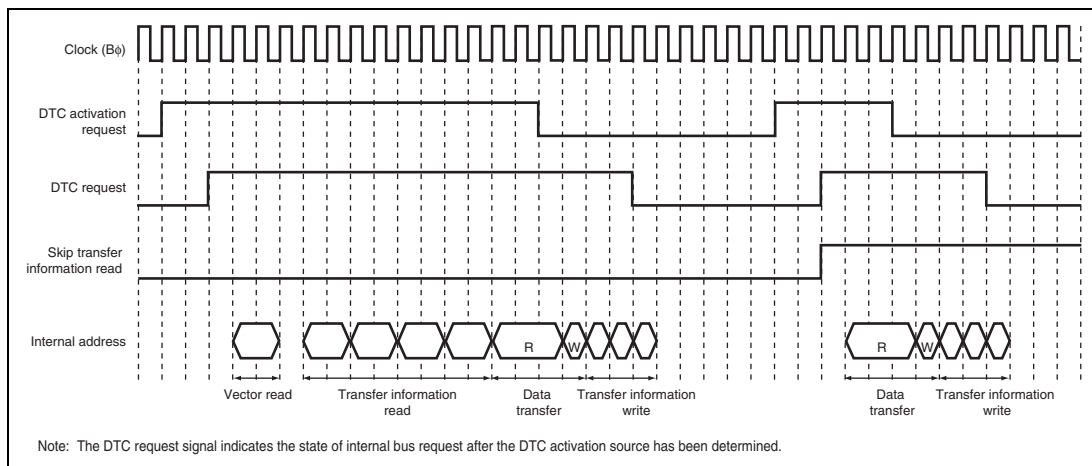 Clock (Bϕ)
DTC activation
request
DTC request
Skip transfer
information read
Internal address
R
W
R
W
Vector read
Transfer information
read
Data
transfer
Transfer information
write
Data
transfer
Transfer information
write
Note: The DTC request signal indicates the state of internal bus request after the DTC activation source has been determined.